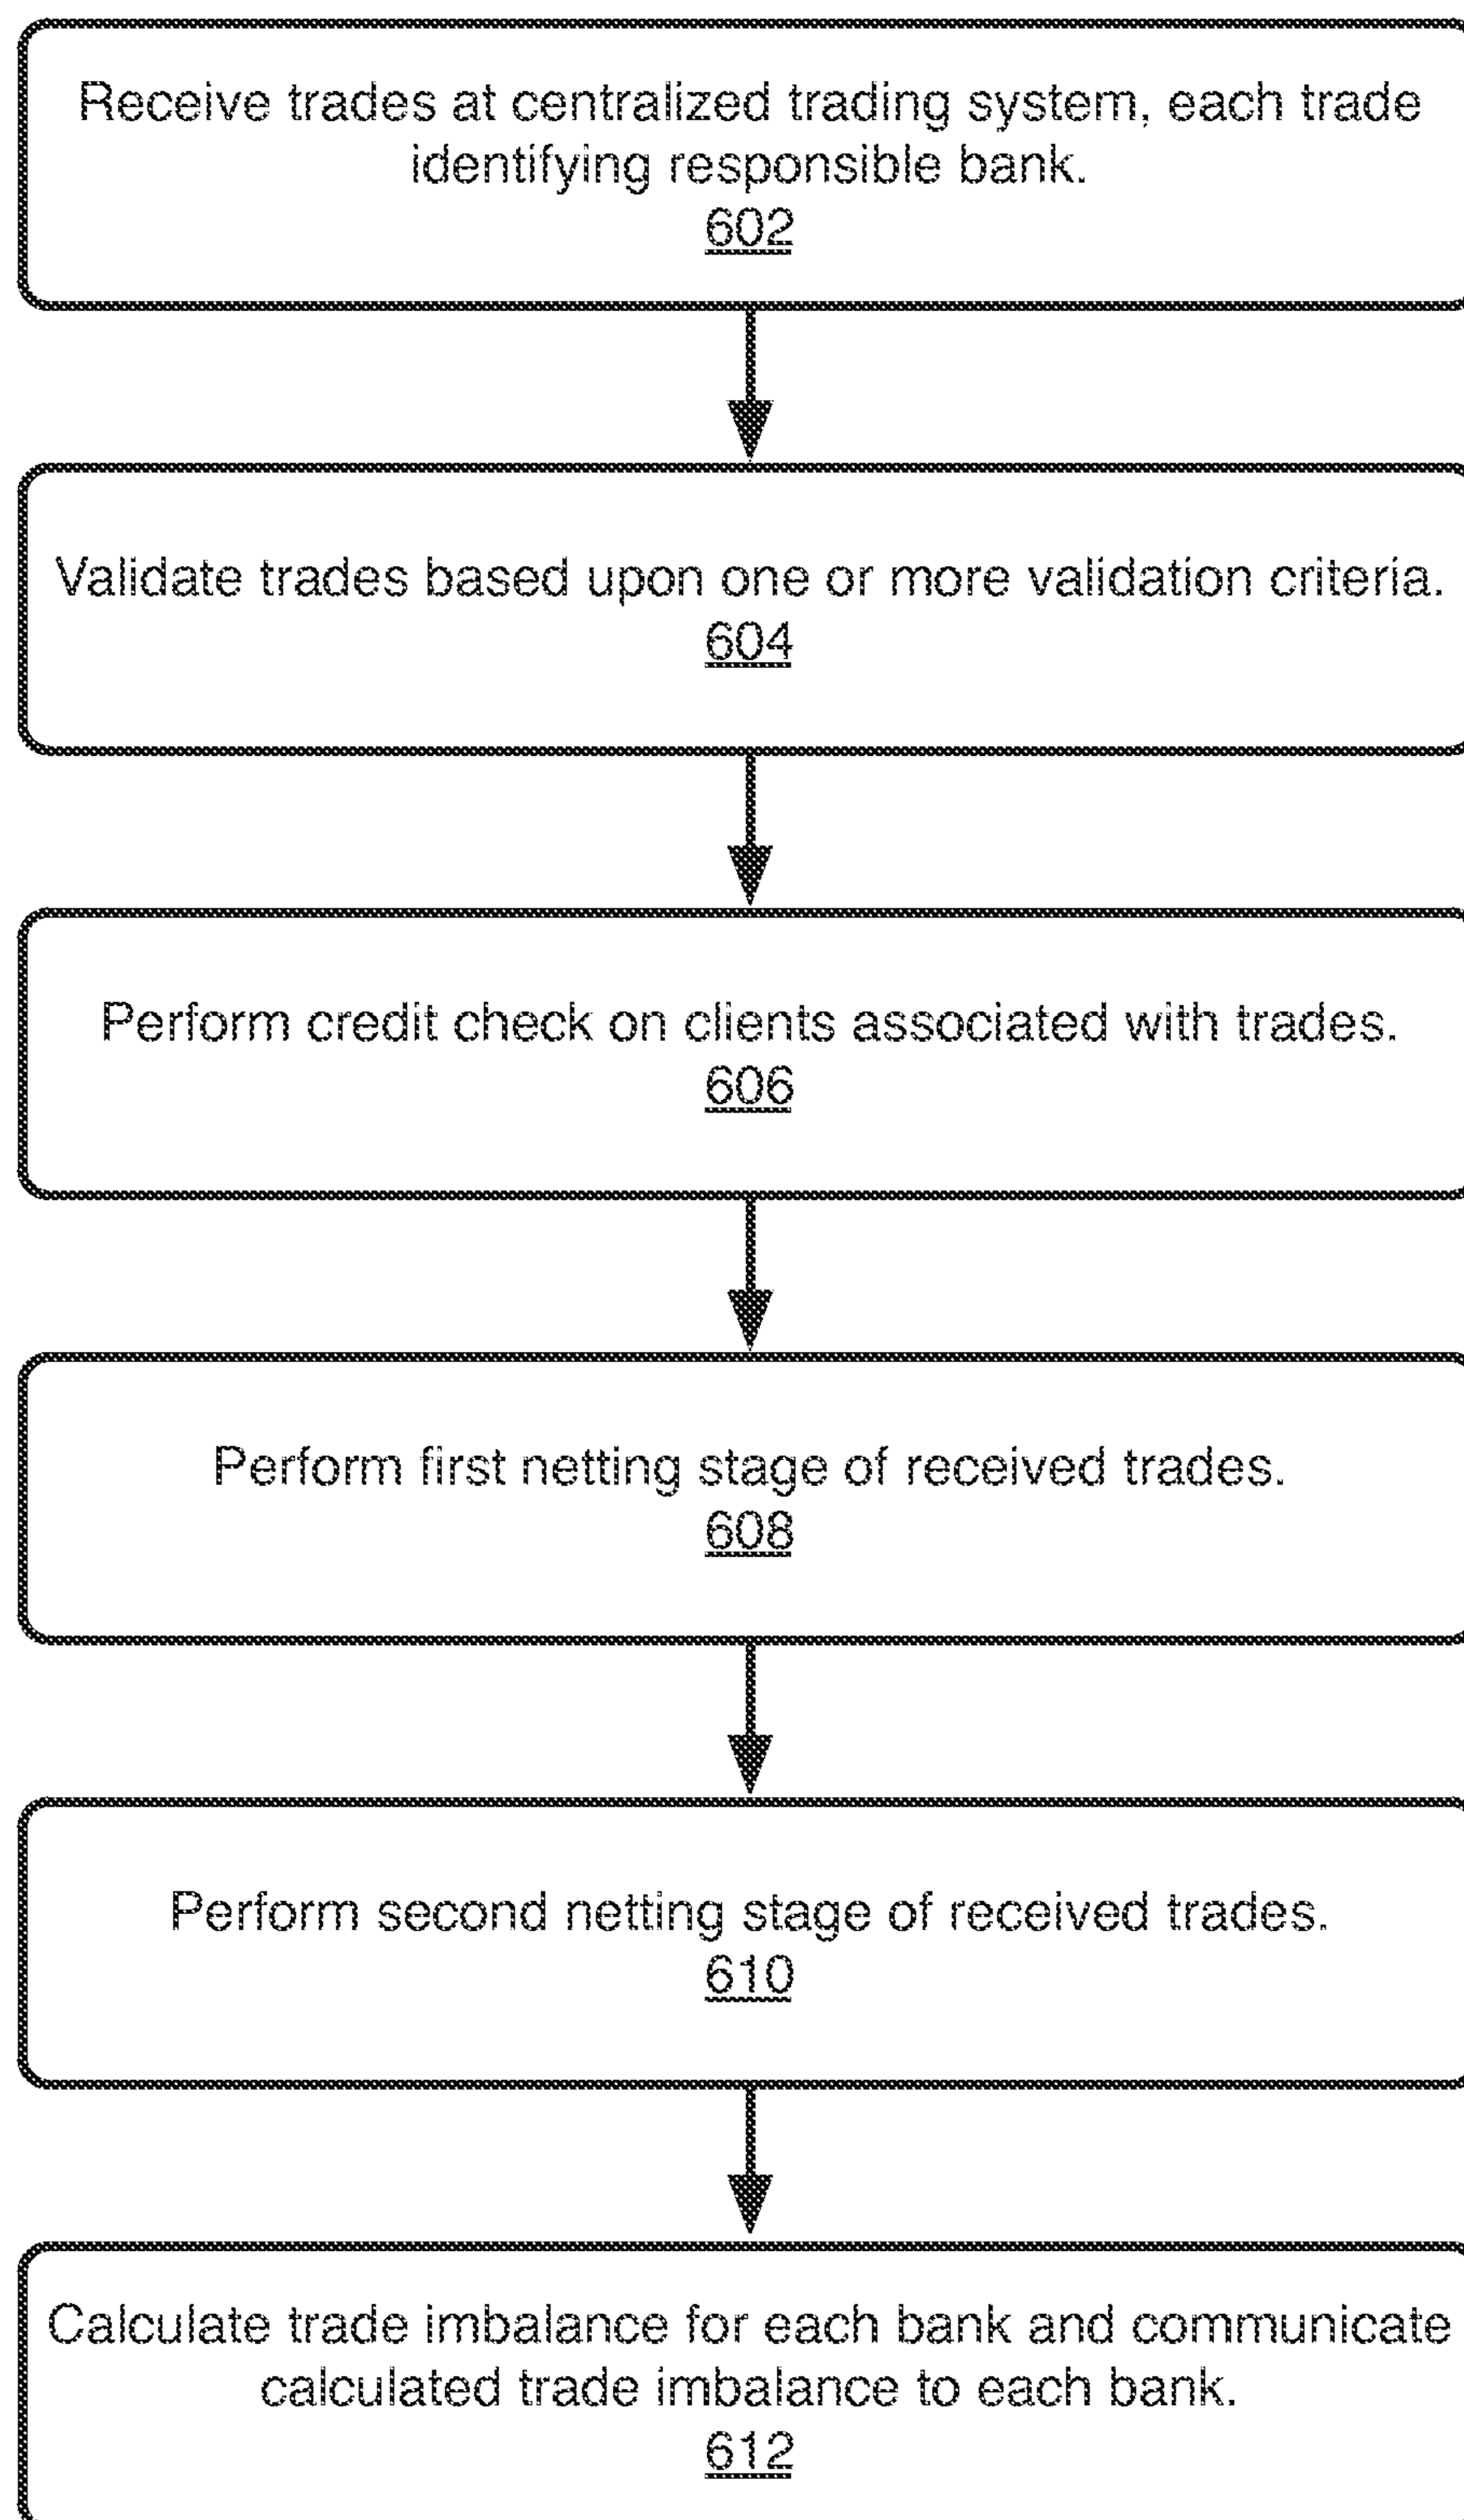 Receive trades at centralized trading system, each trade
identifying responsible bank.
602
Validate trades based upon one or more validation criteria.
604
Perform credit check on clients associated with trades.
606
Perform first netting stage of received trades.
608
Perform second netting stage of received trades.
610
Calculate trade imbalance for each bank and communicate
calculated trade imbalance to each bank.
612